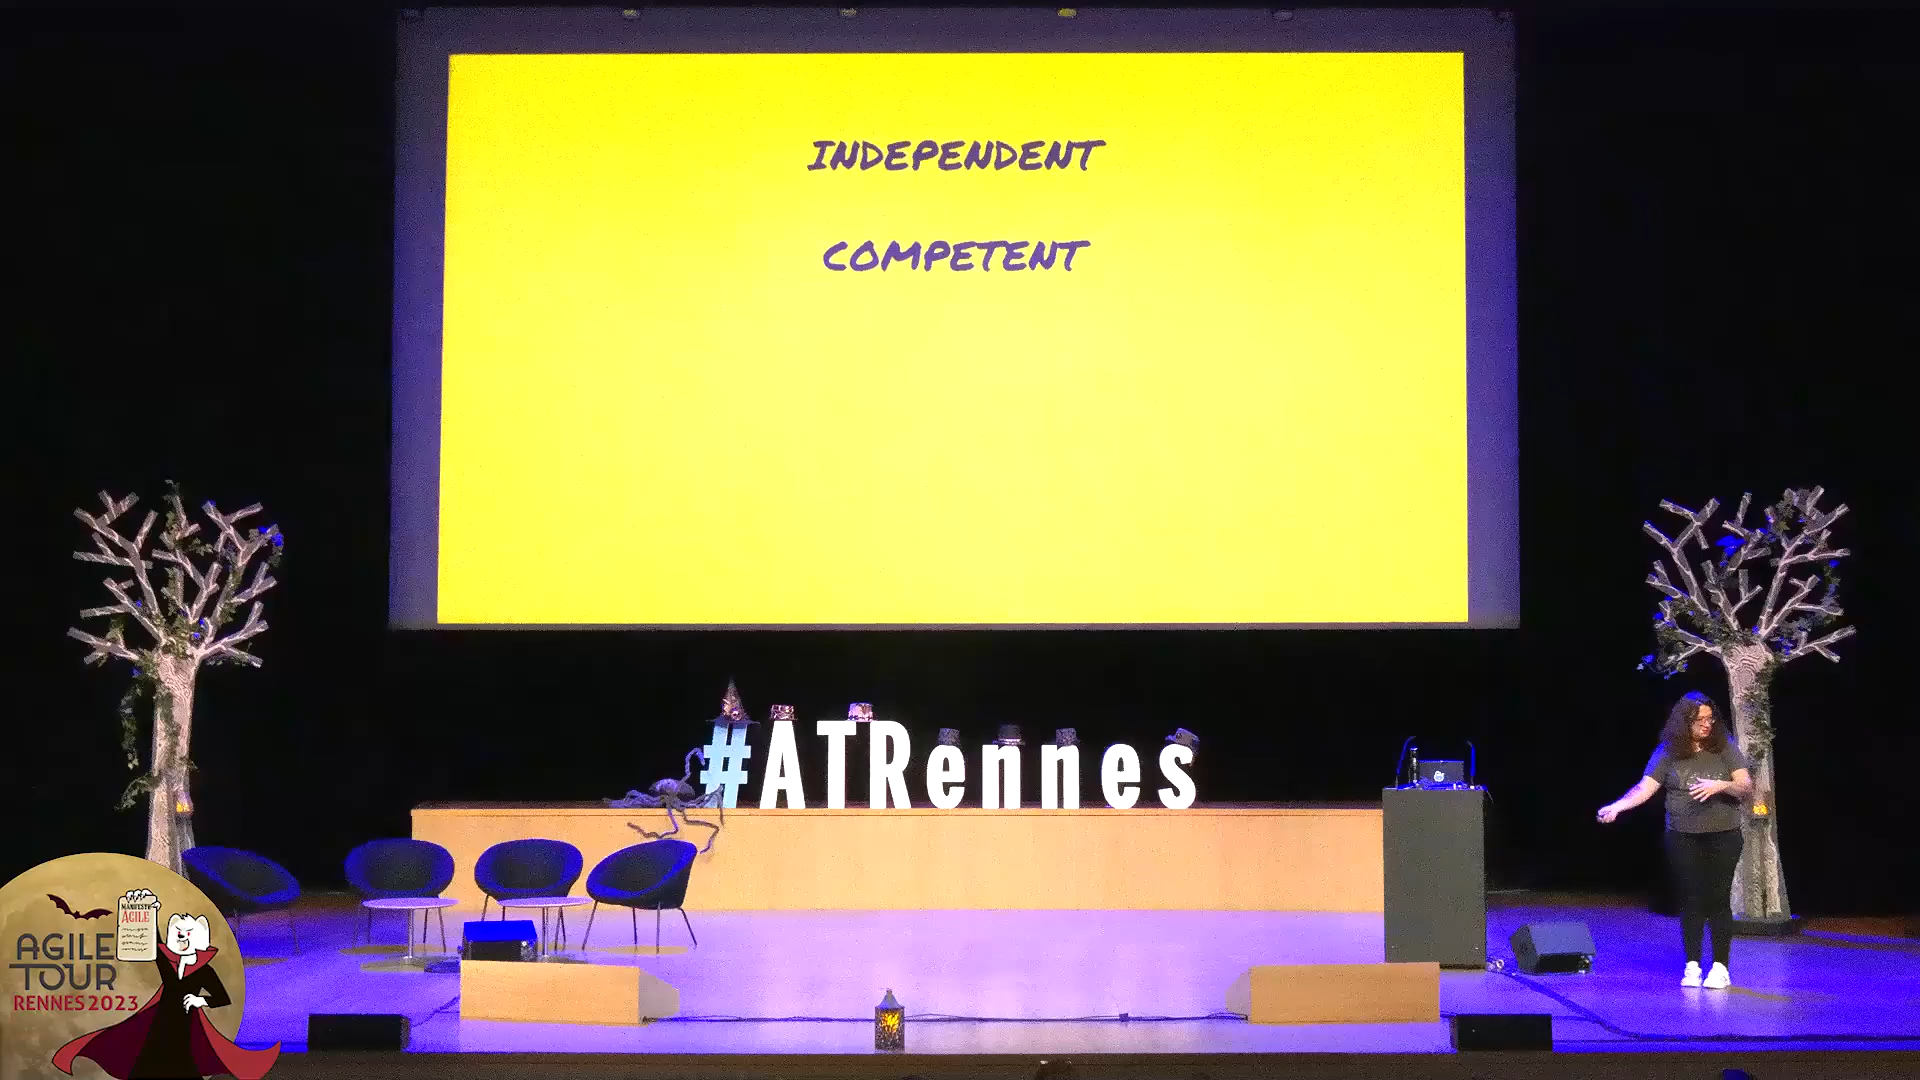 INDEPENDENT
COMPETENT
#ATRennes
MANIFESTE
AGILE
AGILE
TOUR
RENNES 2023